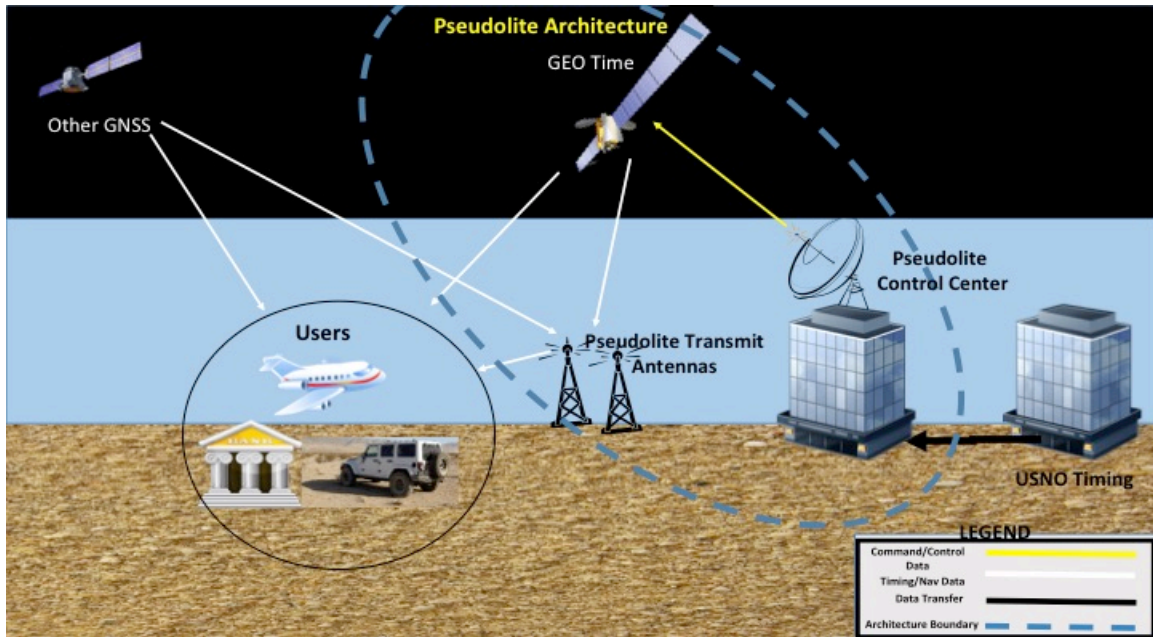 Pseudolite Architecture
GEO Time
Other GNSS
Pseudolite
Control Center
Users
Pseudolite Transmit
Antennas
BANK
USNO Timing
LEGEND
Command/Control
Data
Timing/Nav Data
Data Transfer
Architecture Boundary